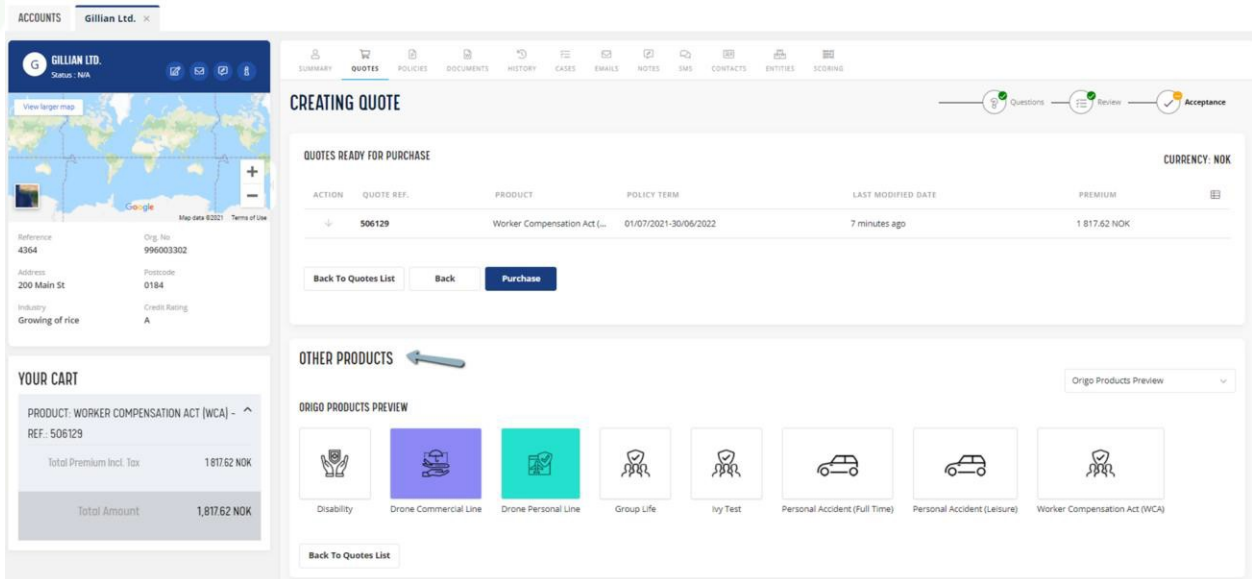 ACCOUNTS
Gillian Ltd. ×
G
GILLIAN LTD.
Status : N/A
View larger map
+
−
Google
Map data ©2021 Terms of Use
Reference
4364
Org. No
996003302
Address
200 Main St
Postcode
0184
Industry
Growing of rice
Credit Rating
A
YOUR CART
PRODUCT: WORKER COMPENSATION ACT (WCA) -
REF.: 506129
Total Premium Incl. Tax 1 817.62 NOK
Total Amount 1,817.62 NOK
SUMMARY QUOTES POLICIES DOCUMENTS HISTORY CASES EMAILS NOTES SMS CONTACTS ENTITIES SCORING
CREATING QUOTE
Questions Review Acceptance
QUOTES READY FOR PURCHASE
CURRENCY: NOK
ACTION QUOTE REF. PRODUCT POLICY TERM LAST MODIFIED DATE PREMIUM
506129 Worker Compensation Act (... 01/07/2021-30/06/2022 7 minutes ago 1 817.62 NOK
Back To Quotes List Back Purchase
OTHER PRODUCTS
Origo Products Preview
ORIGO PRODUCTS PREVIEW
Disability Drone Commercial Line Drone Personal Line Group Life Ivy Test Personal Accident (Full Time) Personal Accident (Leisure) Worker Compensation Act (WCA)
Back To Quotes List